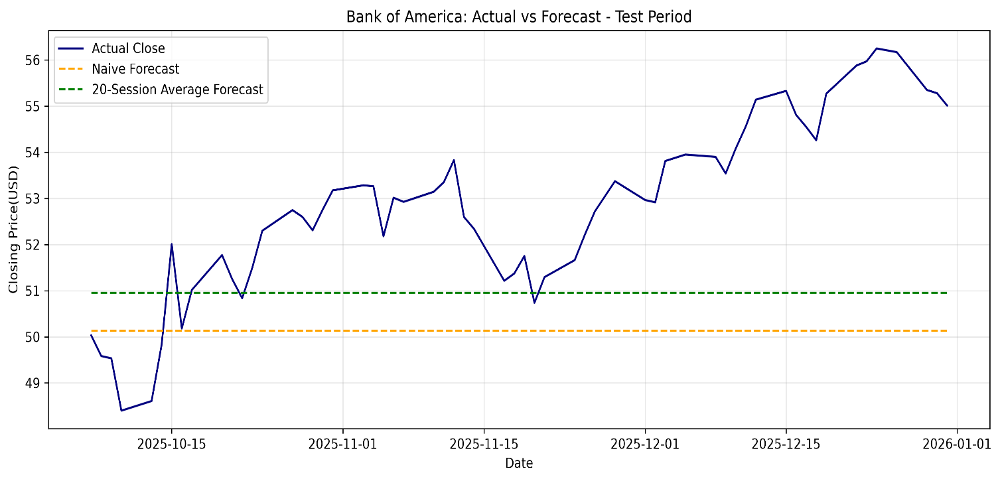 Bank of America: Actual vs Forecast - Test Period
Actual Close
Naive Forecast
20-Session Average Forecast
Closing Price(USD)
56
55
54
53
52
51
50
49
2025-10-15
2025-11-01
2025-11-15
2025-12-01
2025-12-15
2026-01-01
Date